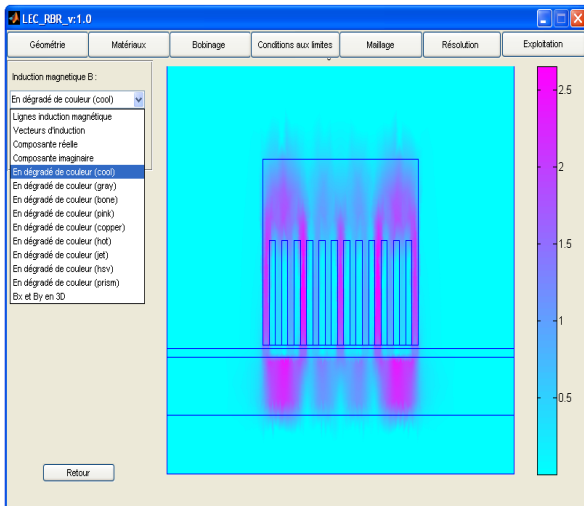 LEC_RBR_v:1.0
Géométrie
Matériaux
Bobinage
Conditions aux limites
Maillage
Résolution
Exploitation
Induction magnetique B :
En dégradé de couleur (cool)
Lignes induction magnétique
Vecteurs d'induction
Composante réelle
Composante imaginaire
En dégradé de couleur (cool)
En dégradé de couleur (gray)
En dégradé de couleur (bone)
En dégradé de couleur (pink)
En dégradé de couleur (copper)
En dégradé de couleur (hot)
En dégradé de couleur (jet)
En dégradé de couleur (hsv)
En dégradé de couleur (prism)
Bx et By en 3D
2.5
2
1.5
1
0.5
Retour